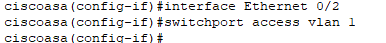 ciscoasa(config-if)#interface Ethernet 0/2
ciscoasa(config-if)#switchport access vlan 1
ciscoasa(config-if)#